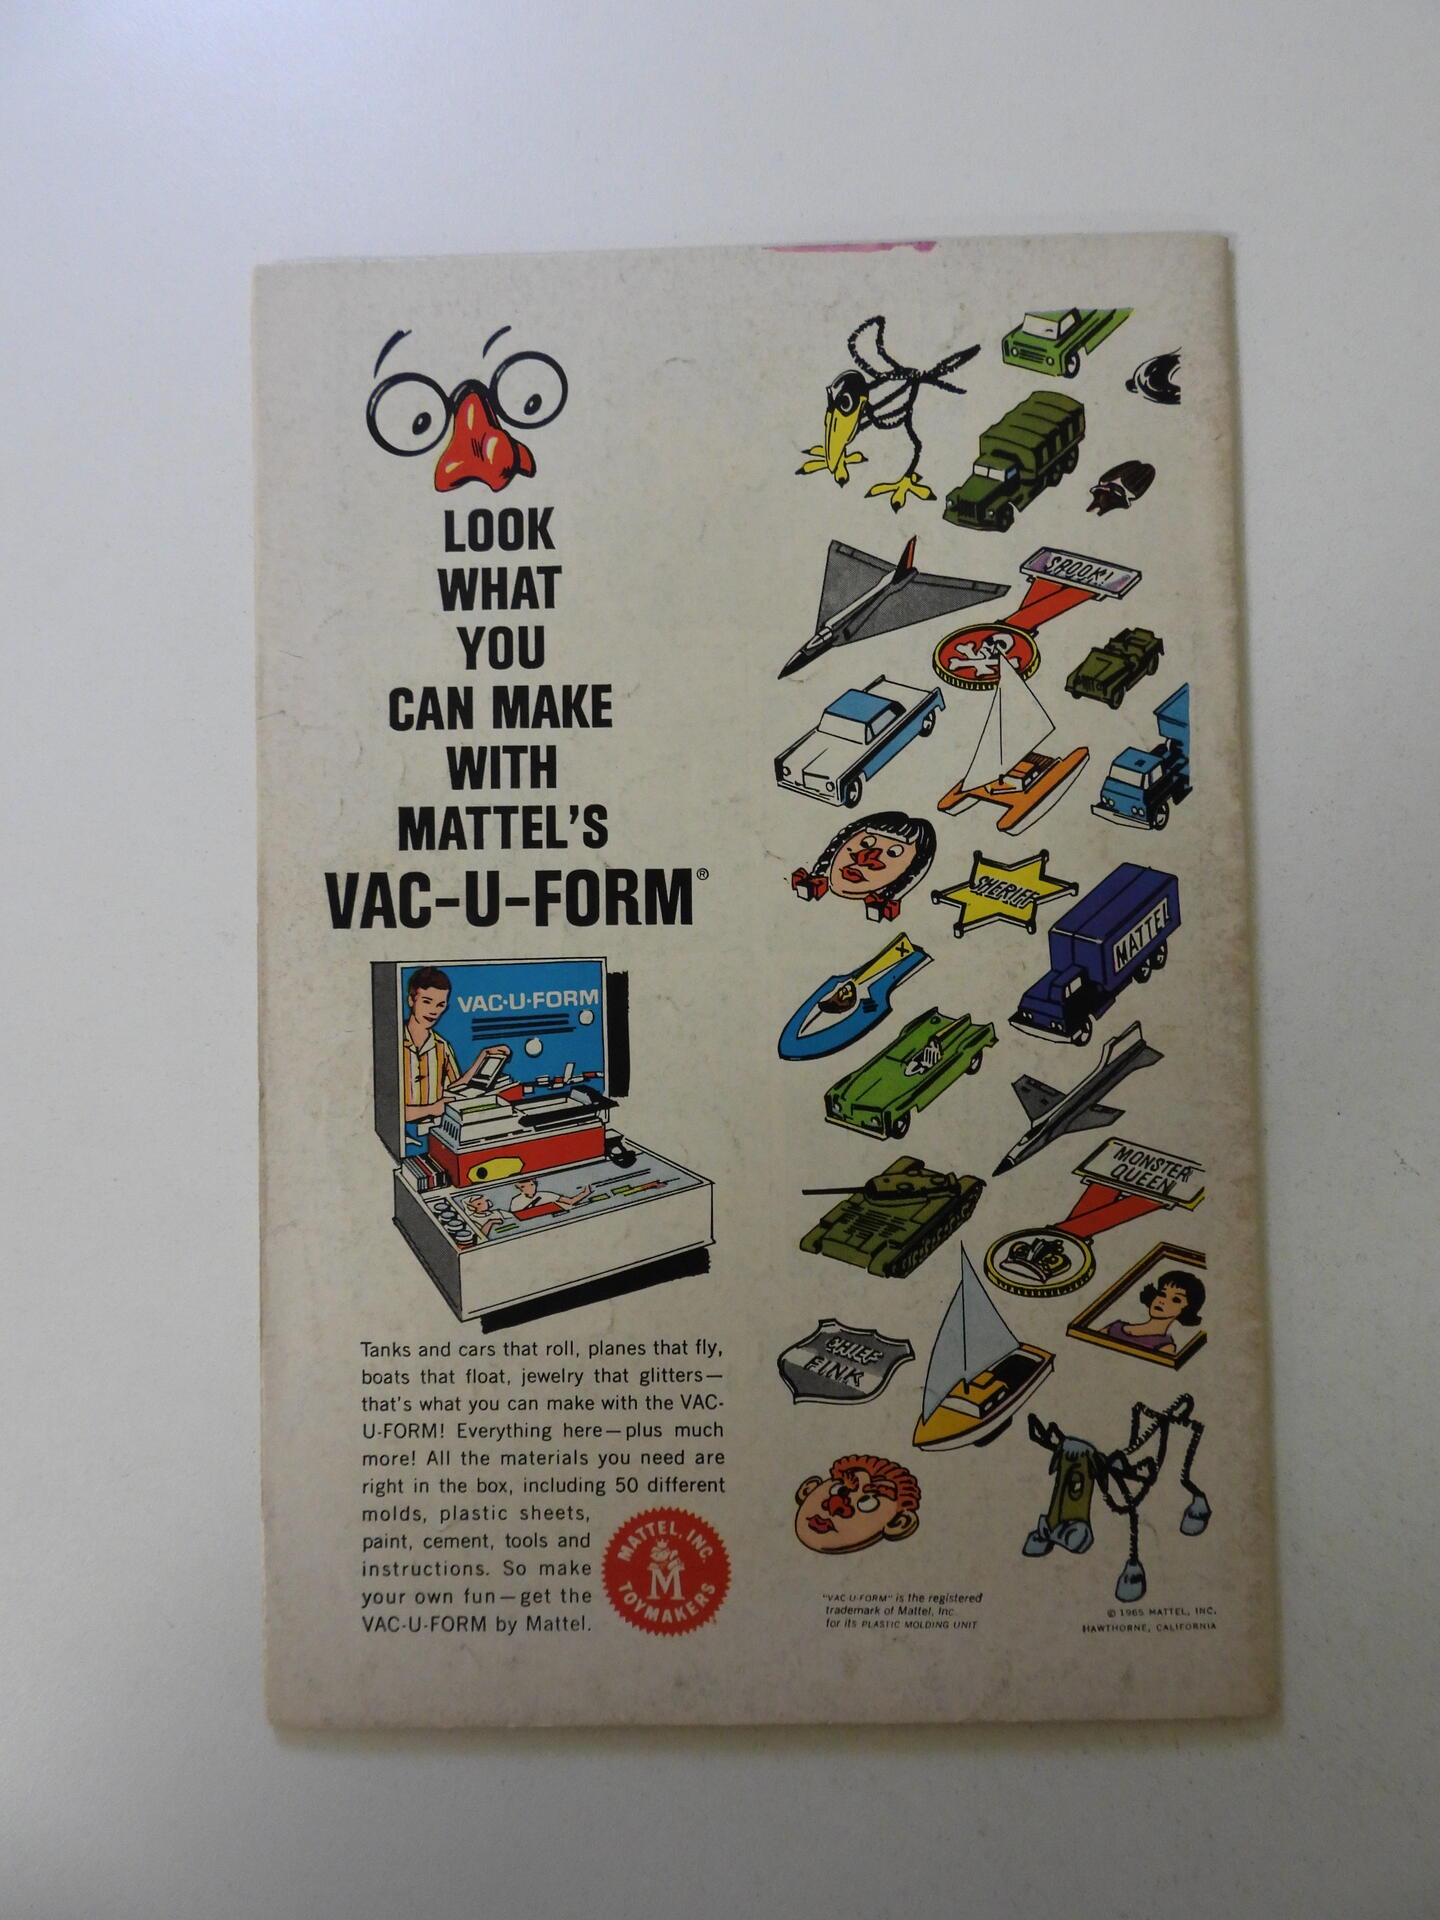 LOOK
WHAT
YOU
CAN MAKE
WITH
MATTEL'S
VAC-U-FORM®
VAC-U-FORM
Tanks and cars that roll, planes that fly,
boats that float, jewelry that glitters—
that's what you can make with the VAC-
U-FORM! Everything here—plus much
more! All the materials you need are
right in the box, including 50 different
molds, plastic sheets,
paint, cement, tools and
instructions. So make
your own fun—get the
VAC-U-FORM by Mattel.
MATTEL, INC.
M
TOYMAKERS
SPOOK!
SHERIFF
MATTEL
X
MONSTER
QUEEN
CHIEF
FINK
"VAC-U-FORM" is the registered
trademark of Mattel, Inc.
for its PLASTIC MOLDING UNIT
© 1965 MATTEL, INC.
HAWTHORNE, CALIFORNIA